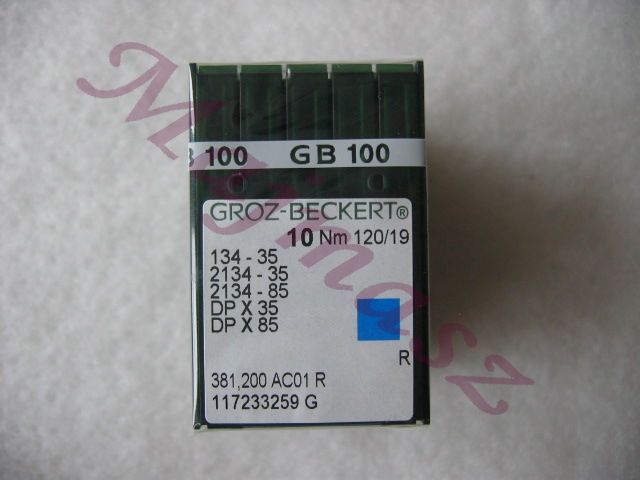 B 100 GB 100
GROZ-BECKERT®
10 Nm 120/19
134 - 35
2134 - 35
2134 - 85
DP X 35
DP X 85
R
381,200 AC01 R
117233259 G